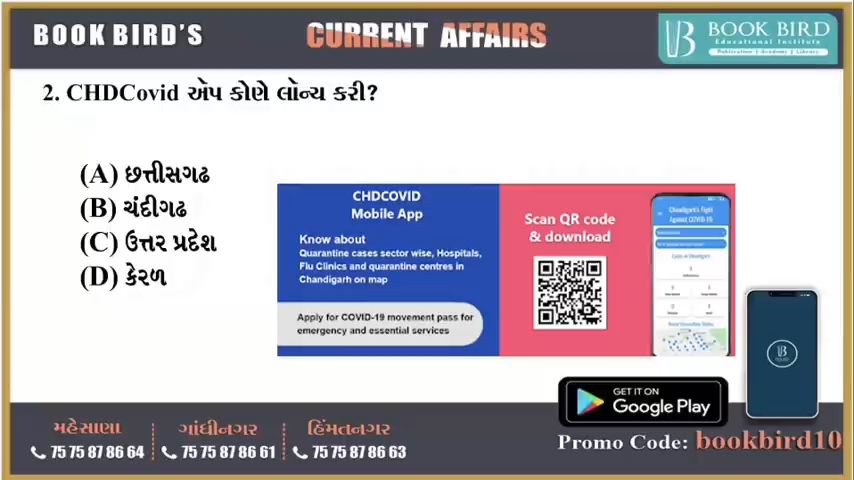 BOOK BIRD'S
CURRENT AFFAIRS
BOOK BIRD
Educational Institute
Publication | Academy | Library
2. CHDCovid એપ કોણે લૉન્ચ કરી?
(A) છત્તીસગઢ
(B) ચંદીગઢ
(C) ઉત્તર પ્રદેશ
(D) કેરળ
CHDCOVID
Mobile App
Know about
Quarantine cases sector wise, Hospitals,
Flu Clinics and quarantine centres in
Chandigarh on map
Apply for COVID-19 movement pass for
emergency and essential services
Scan QR code
& download
Chandigarh's Fight
Against COVID-19
GET IT ON
Google Play
Promo Code: bookbird10
મહેસાણા
75 75 87 86 64
ગાંધીનગર
75 75 87 86 61
હિંમતનગર
75 75 87 86 63